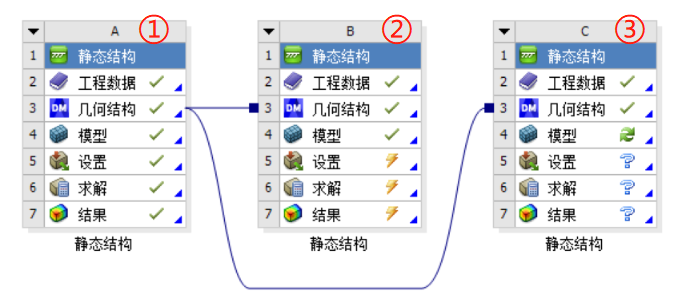 A ① B ② C ③
1 静态结构 1 静态结构 1 静态结构
2 工程数据 2 工程数据 2 工程数据
3 DM 几何结构 3 DM 几何结构 3 DM 几何结构
4 模型 4 模型 4 模型
5 设置 5 设置 5 设置
6 求解 6 求解 6 求解
7 结果 7 结果 7 结果
静态结构 静态结构 静态结构